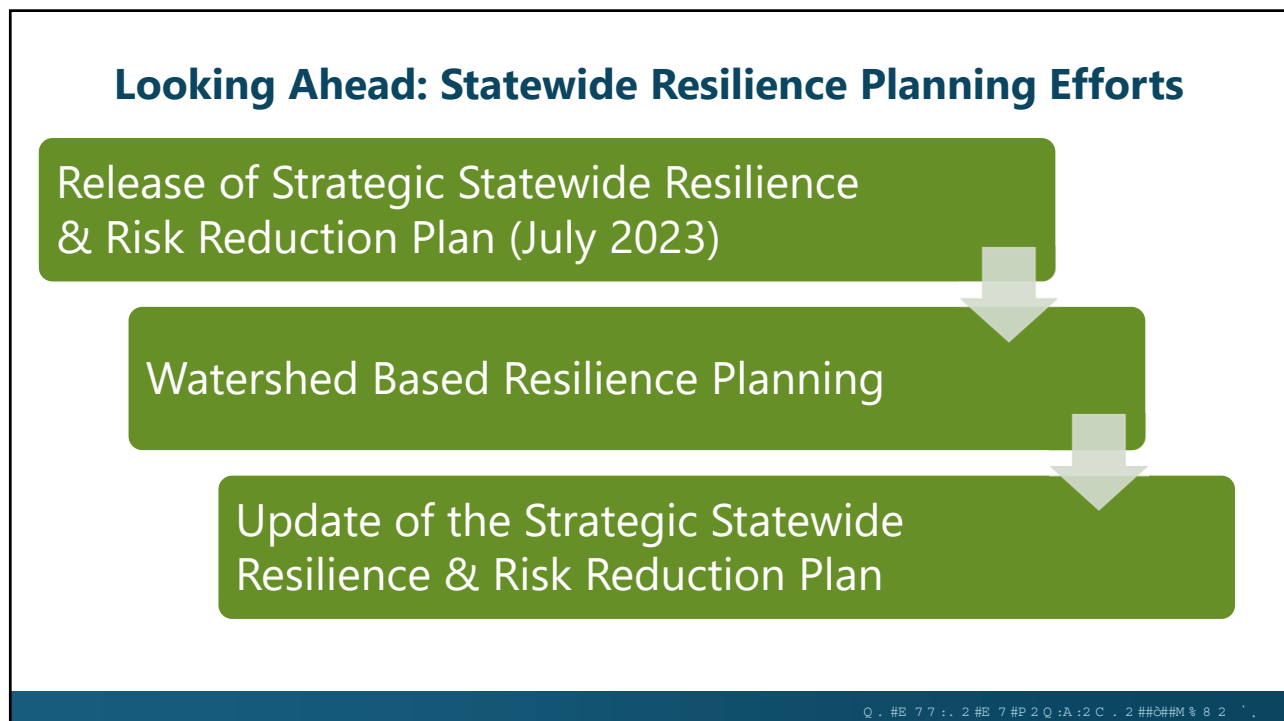 Looking Ahead: Statewide Resilience Planning Efforts
Release of Strategic Statewide Resilience
& Risk Reduction Plan (July 2023)
Watershed Based Resilience Planning
Update of the Strategic Statewide
Resilience & Risk Reduction Plan